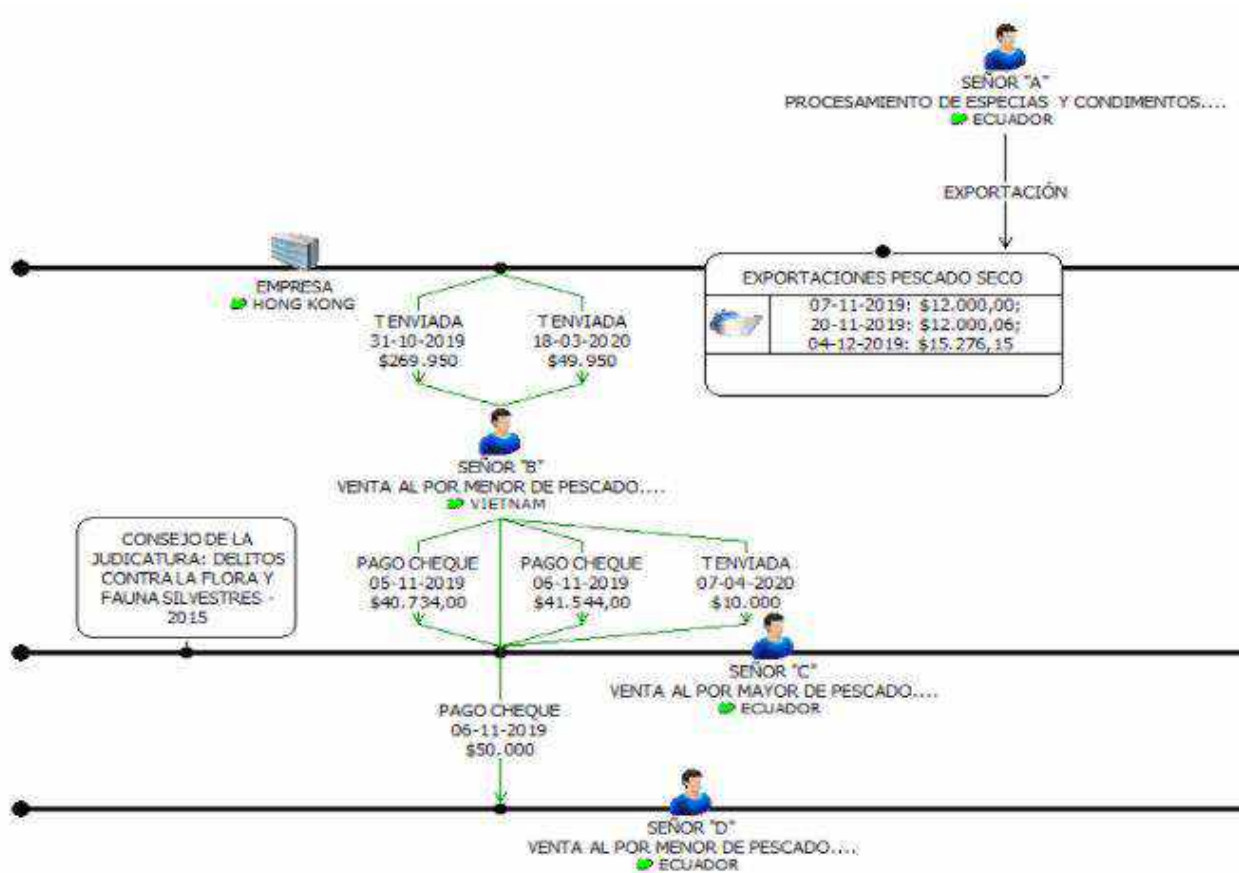 SEÑOR "A"
PROCESAMIENTO DE ESPECIAS Y CONDIMENTOS....
ECUADOR
EXPORTACIÓN
EMPRESA
HONG KONG
EXPORTACIONES PESCADO SECO
07-11-2019: $12.000,00;
20-11-2019: $12.000,06;
04-12-2019: $15.276,15
T ENVIADA
31-10-2019
$269.950
T ENVIADA
18-03-2020
$49.950
SEÑOR "B"
VENTA AL POR MENOR DE PESCADO....
VIETNAM
CONSEJO DE LA
JUDICATURA: DELITOS
CONTRA LA FLORA Y
FAUNA SILVESTRES -
2015
PAGO CHEQUE
05-11-2019
$40.734,00
PAGO CHEQUE
06-11-2019
$41.544,00
T ENVIADA
07-04-2020
$10.000
SEÑOR "C"
VENTA AL POR MAYOR DE PESCADO....
ECUADOR
PAGO CHEQUE
06-11-2019
$50.000
SEÑOR "D"
VENTA AL POR MENOR DE PESCADO....
ECUADOR